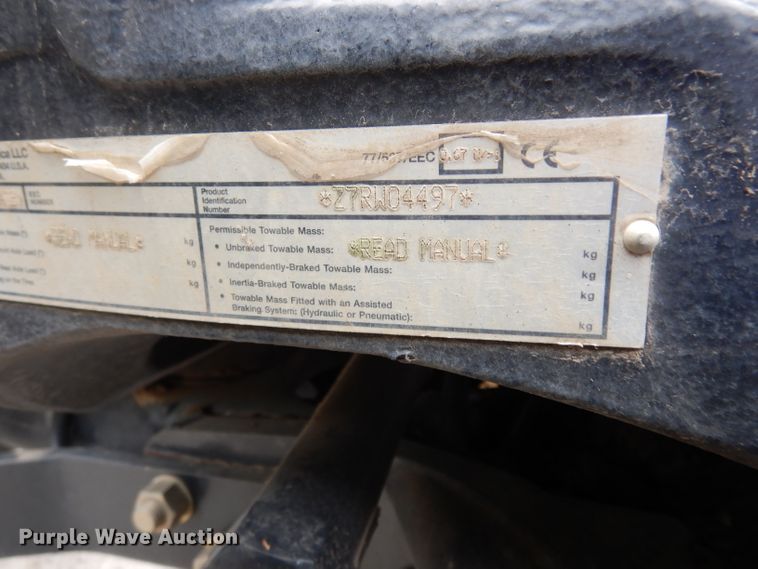 LLC
U.S.A.
EEC
Product
Identification
Number
*Z7RW04497*
*READ MANUAL*
kg
kg
kg
Permissible Towable Mass:
• Unbraked Towable Mass: *READ MANUAL* kg
• Independently-Braked Towable Mass: kg
• Inertia-Braked Towable Mass: kg
• Towable Mass Fitted with an Assisted
Braking System: (Hydraulic or Pneumatic): kg
CE
Purple Wave Auction®